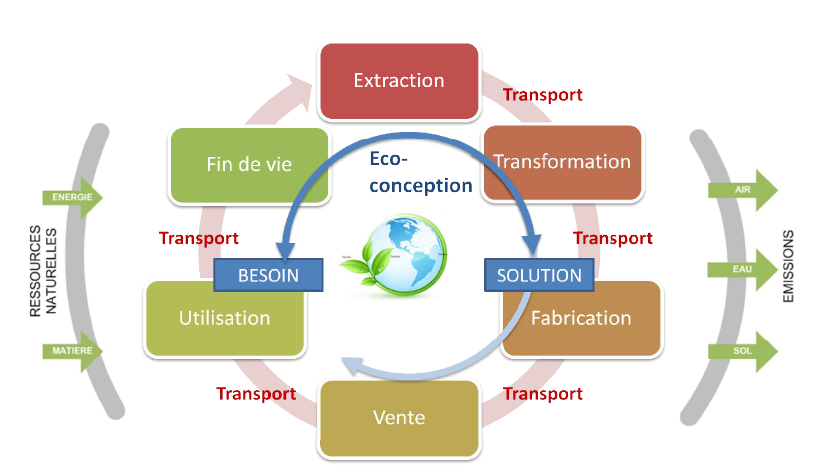 Extraction
Transport
Transformation
Fin de vie
Eco-
conception
ENERGIE
AIR
Transport
Transport
RESSOURCES
NATURELLES
BESOIN
SOLUTION
EAU
EMISSIONS
Utilisation
Fabrication
MATIERE
SOL
Transport
Transport
Vente